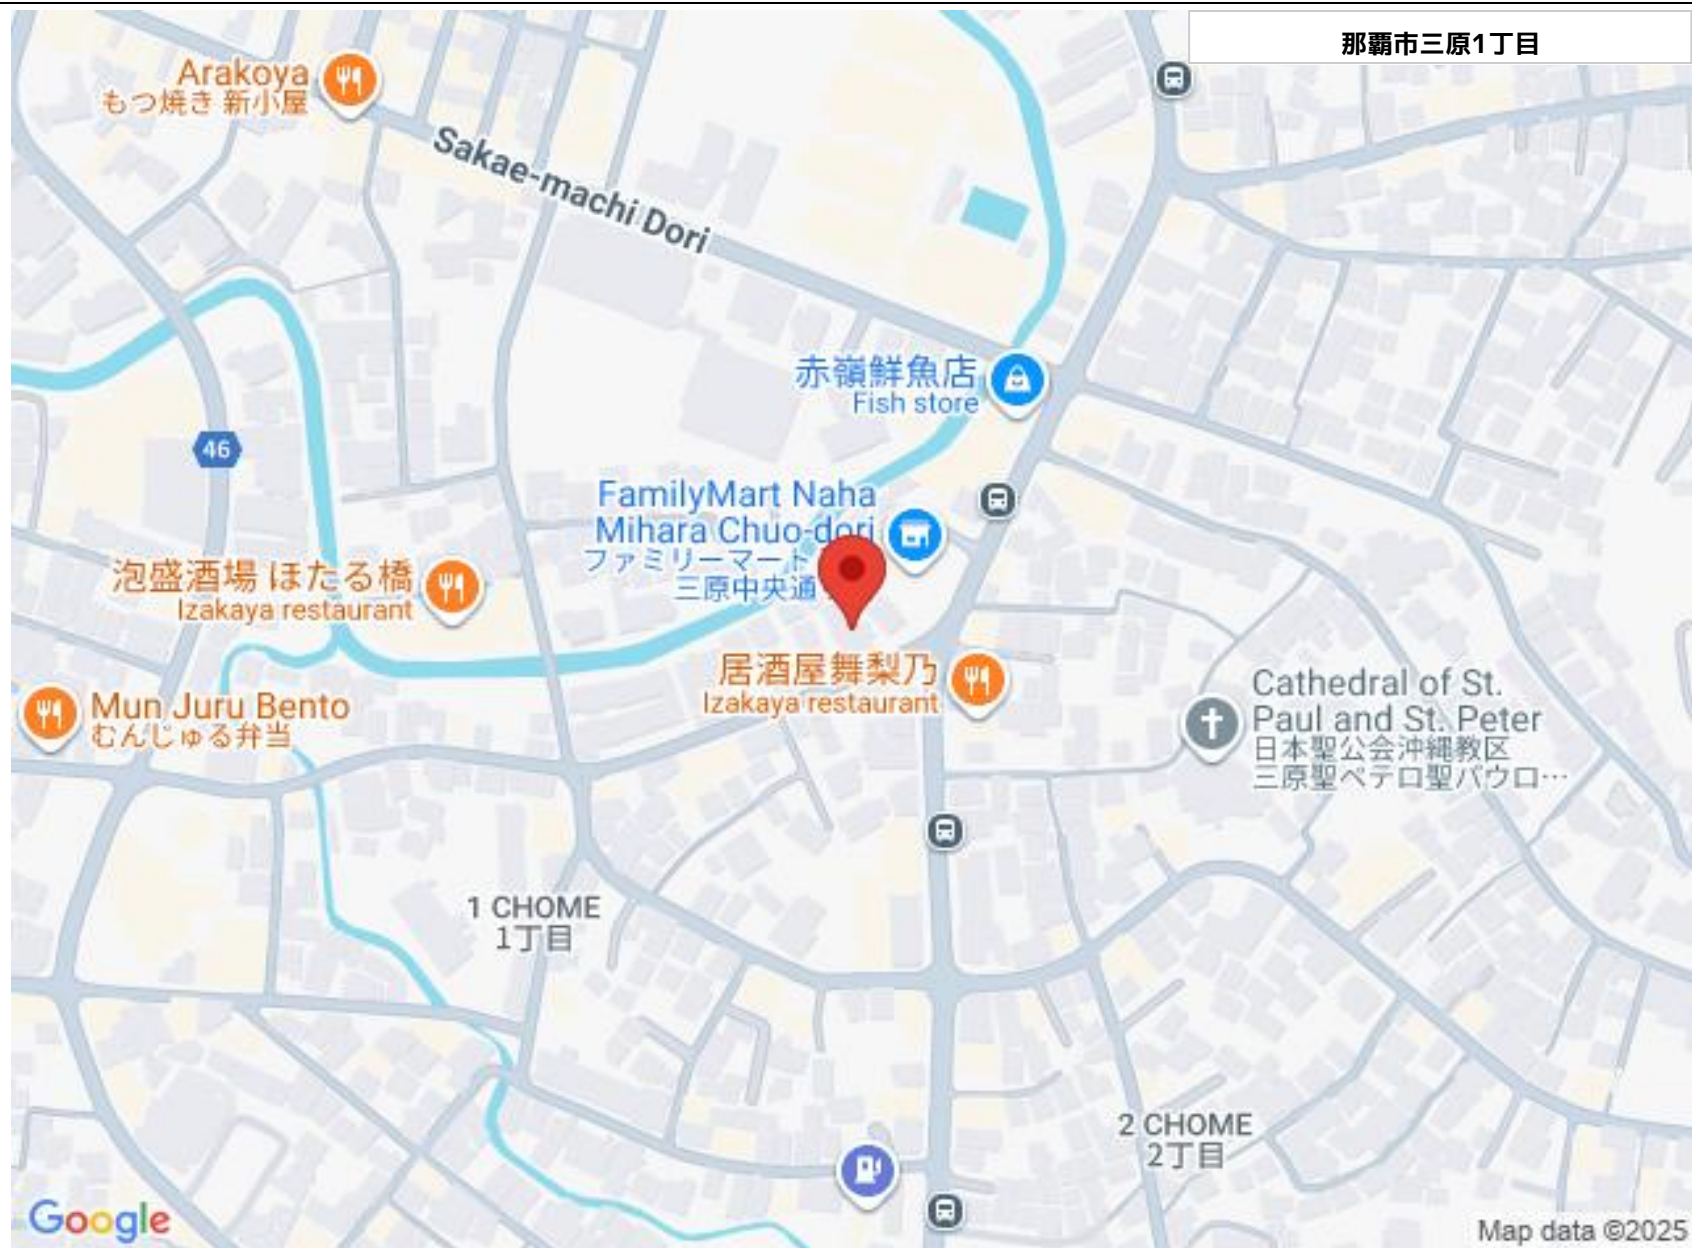 那覇市三原1丁目
Arakoya
もつ焼き 新小屋
Sakae-machi Dori
赤嶺鮮魚店
Fish store
46
FamilyMart Naha
Mihara Chuo-dori
ファミリーマート
三原中央通
泡盛酒場 ほたる橋
Izakaya restaurant
居酒屋舞梨乃
Izakaya restaurant
Mun Juru Bento
むんじゅる弁当
Cathedral of St.
Paul and St. Peter
日本聖公会沖縄教区
三原聖ペテロ聖パウロ…
1 CHOME
1丁目
2 CHOME
2丁目
Google
Map data ©2025